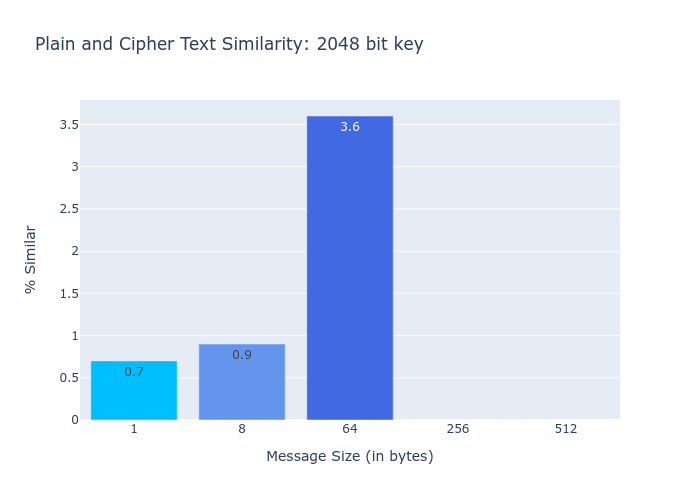 Plain and Cipher Text Similarity: 2048 bit key
3.5
3
2.5
2
1.5
1
0.5
0
% Similar
0.7
0.9
3.6
1 8 64 256 512
Message Size (in bytes)